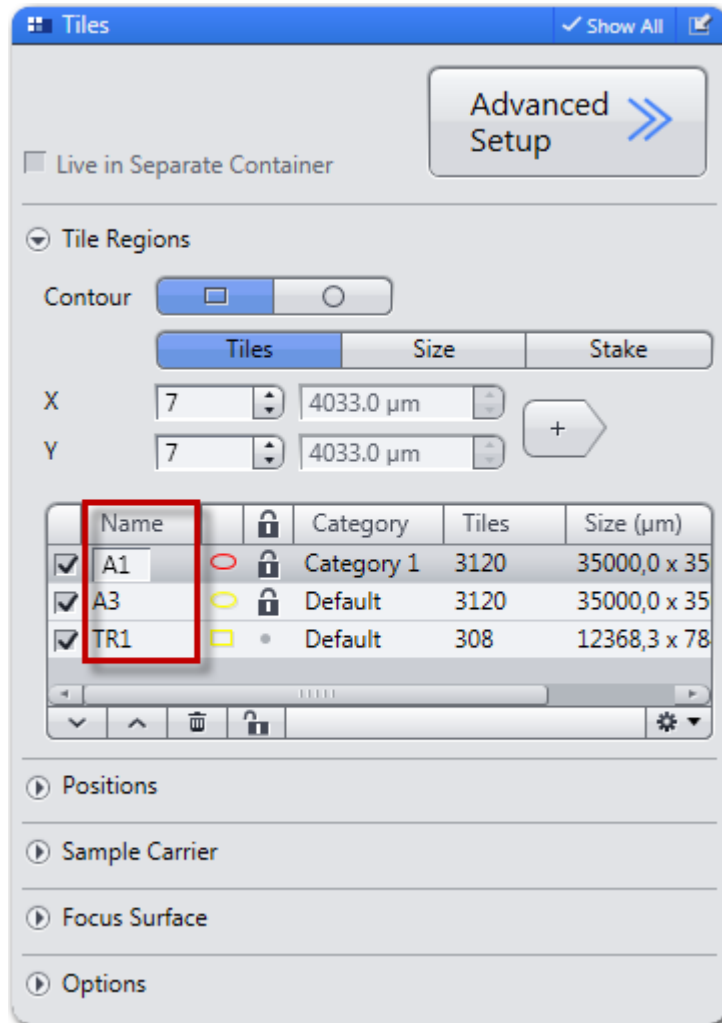 Tiles Show All
Advanced
Setup
Live in Separate Container
Tile Regions
Contour
Tiles Size Stake
X 7 4033.0 µm
+
Y 7 4033.0 µm
Name Category Tiles Size (µm)
A1 Category 1 3120 35000,0 x 35
A3 Default 3120 35000,0 x 35
TR1 Default 308 12368,3 x 78
Positions
Sample Carrier
Focus Surface
Options